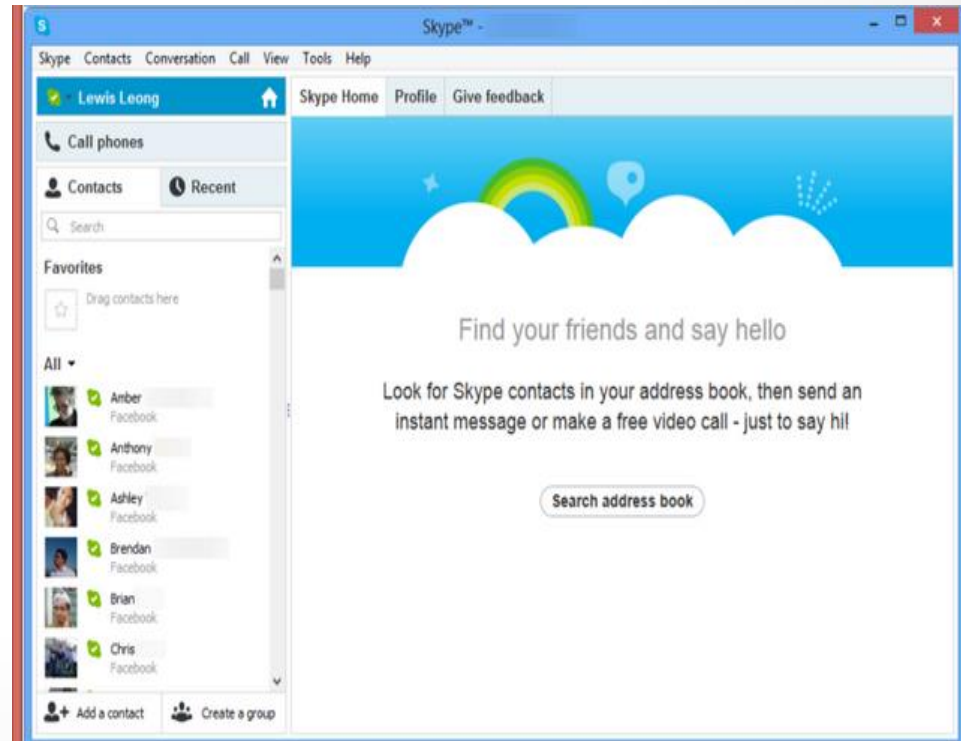 Skype™ -
Skype Contacts Conversation Call View Tools Help
Lewis Leong
Call phones
Contacts Recent
Search
Favorites
Drag contacts here
All
Amber
Facebook
Anthony
Facebook
Ashley
Facebook
Brendan
Facebook
Brian
Facebook
Chris
Facebook
Add a contact Create a group
Skype Home Profile Give feedback
Find your friends and say hello
Look for Skype contacts in your address book, then send an
instant message or make a free video call - just to say hi!
Search address book